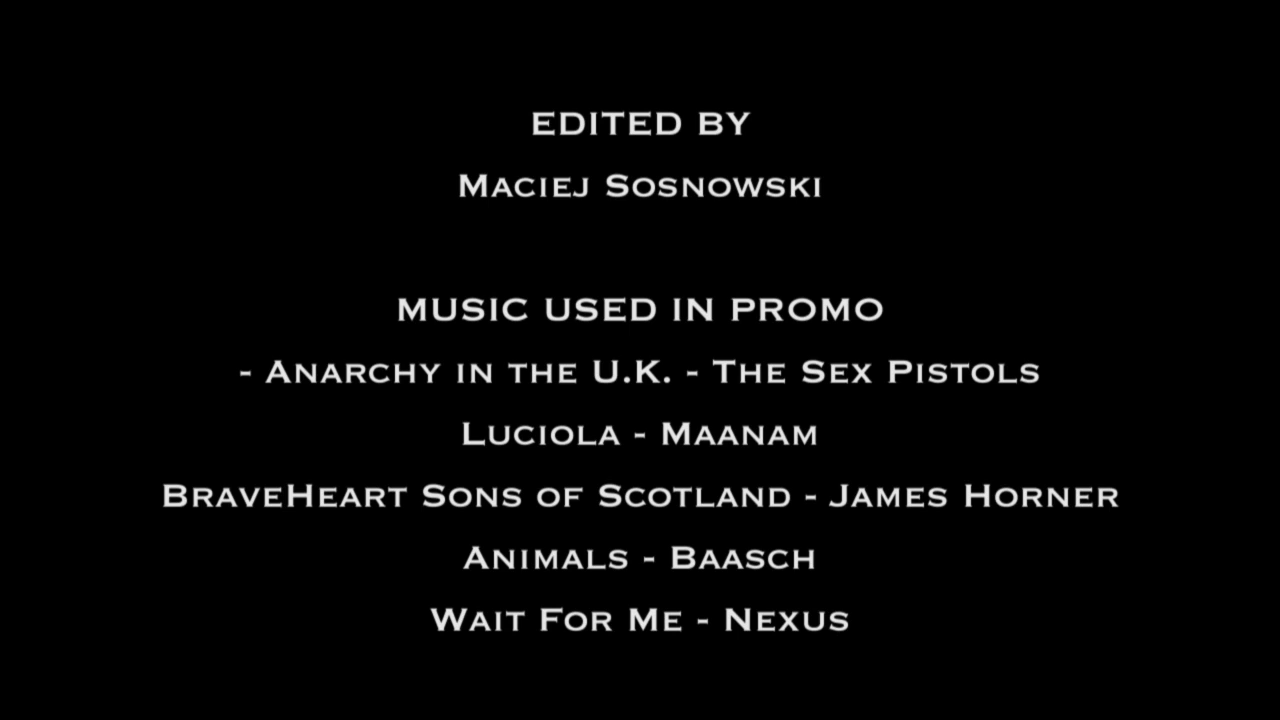 EDITED BY
Maciej Sosnowski
MUSIC USED IN PROMO
- Anarchy in the U.K. - The Sex Pistols
Luciola - Maanam
BraveHeart Sons of Scotland - James Horner
Animals - Baasch
Wait For Me - Nexus